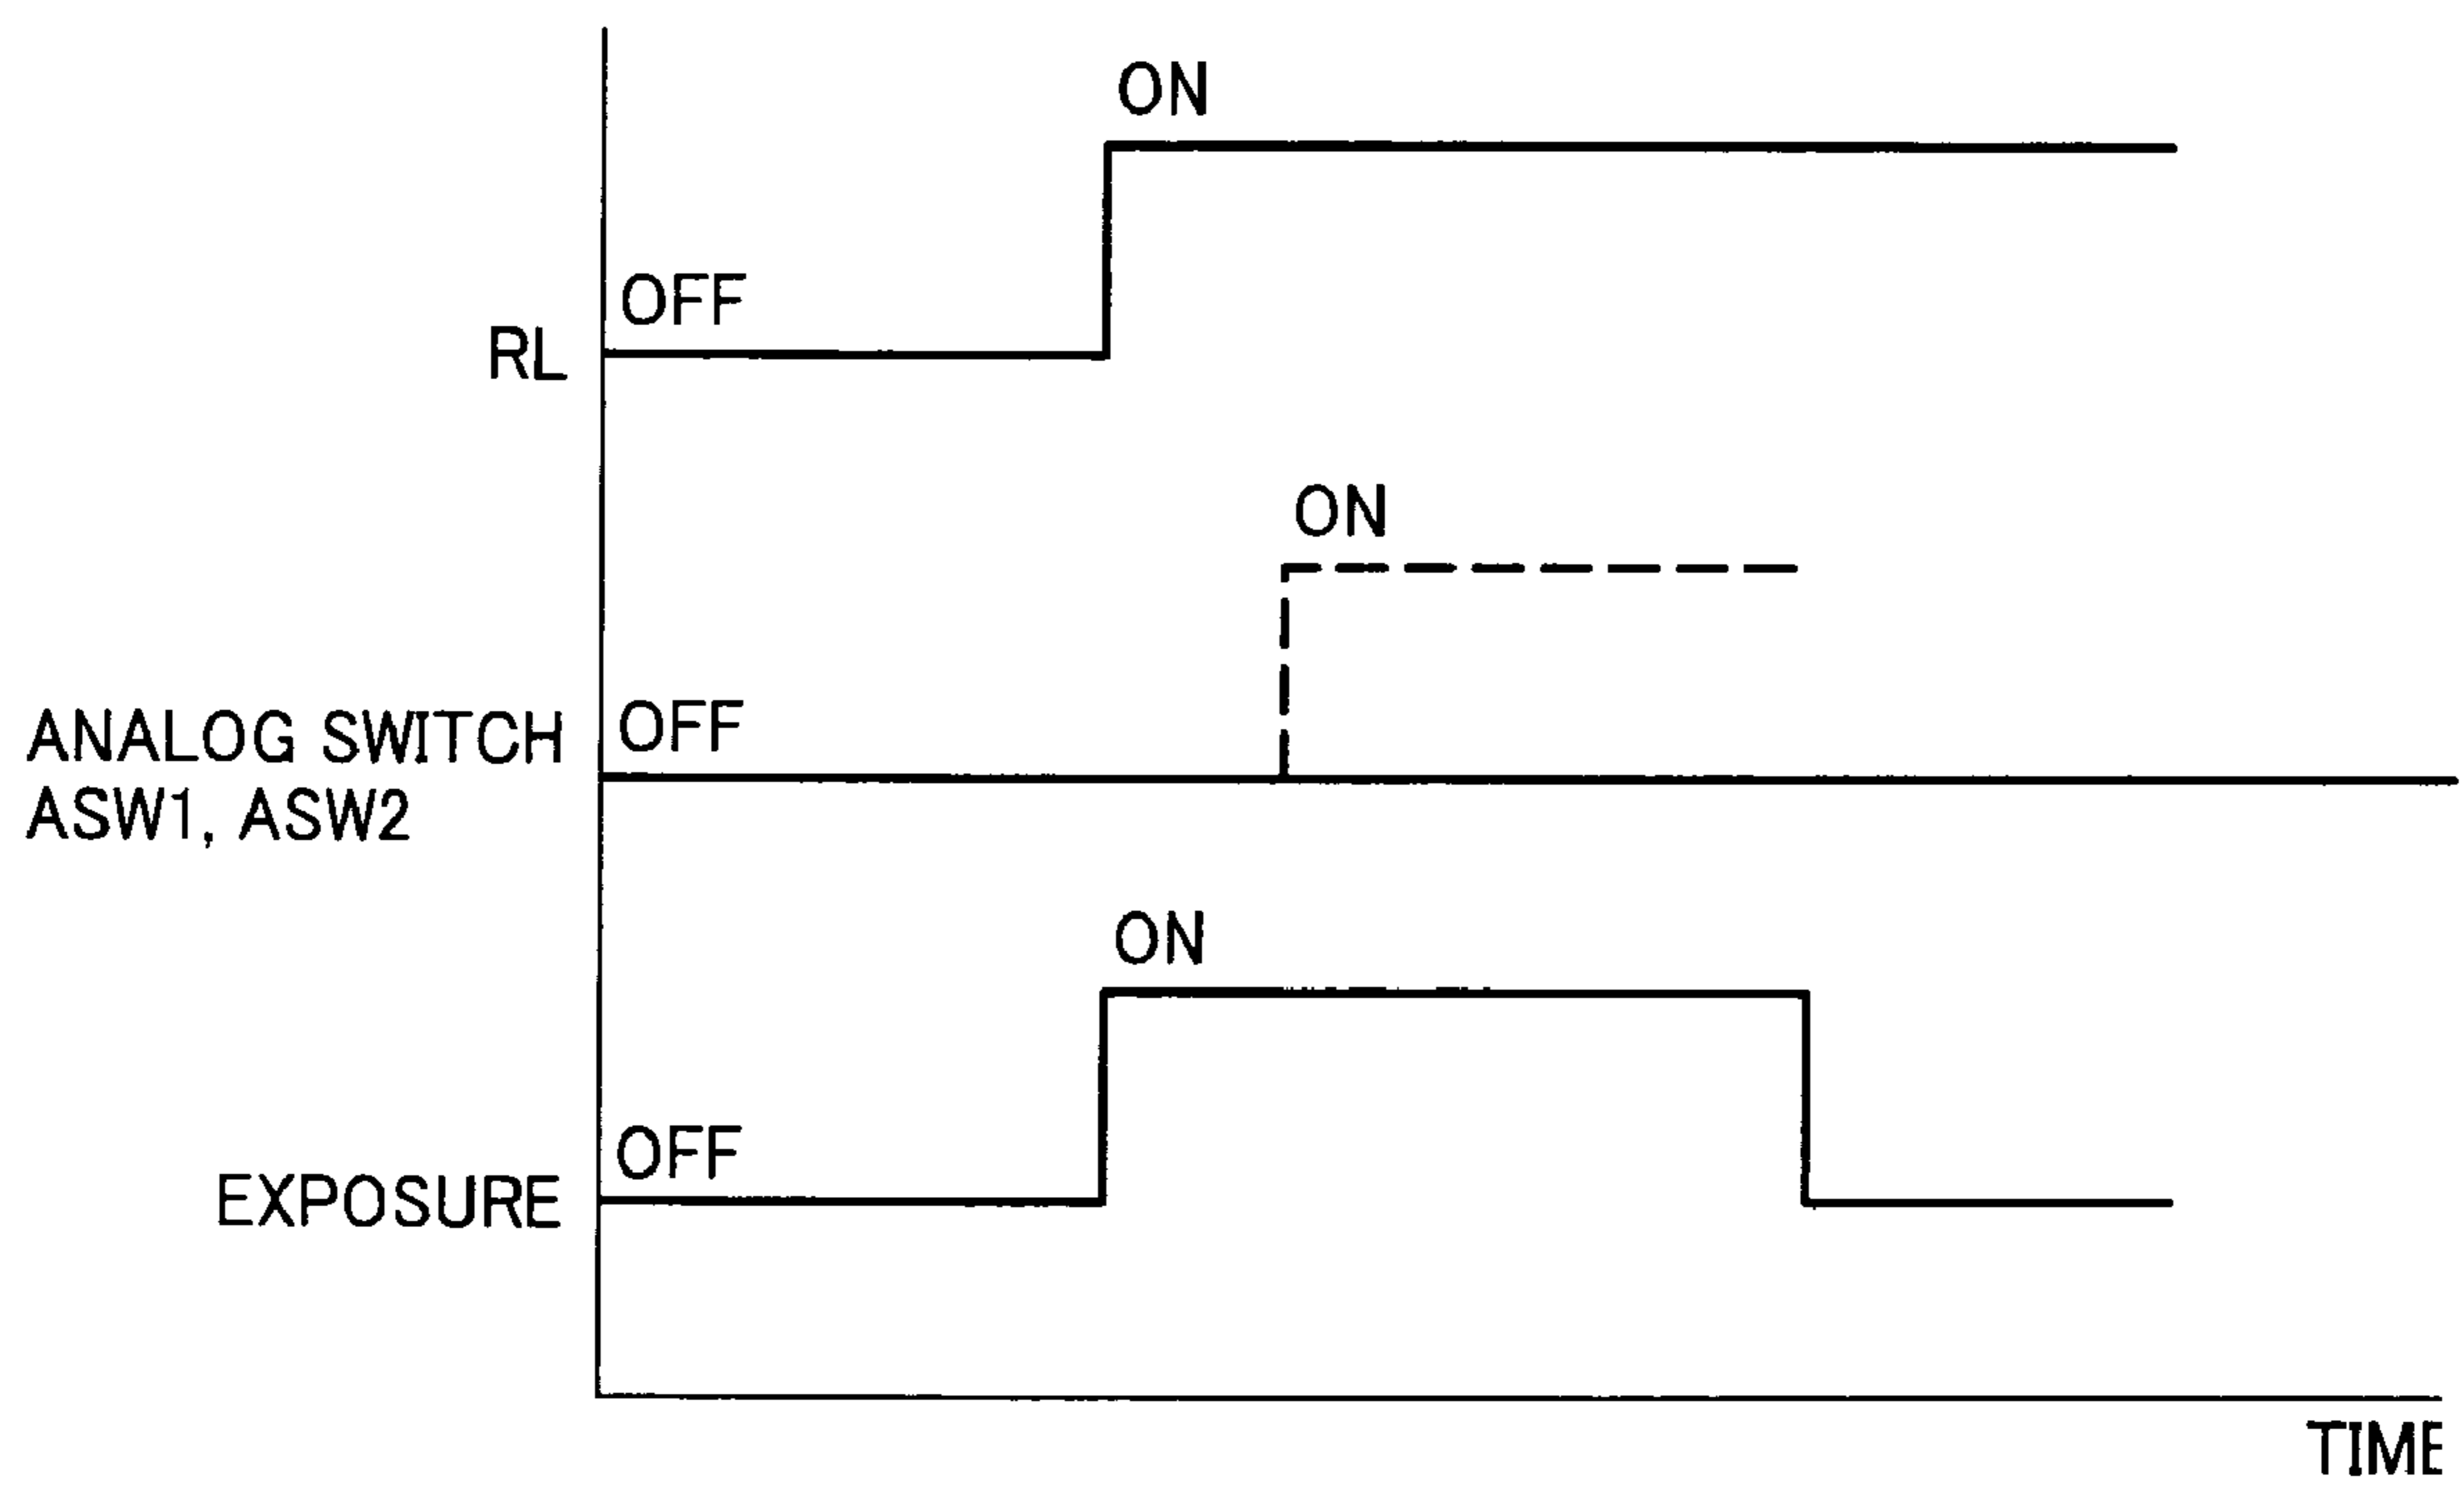 ON
OFF
RL
ON
OFF
ANALOG SWITCH
ASW1, ASW2
ON
OFF
EXPOSURE
TIME